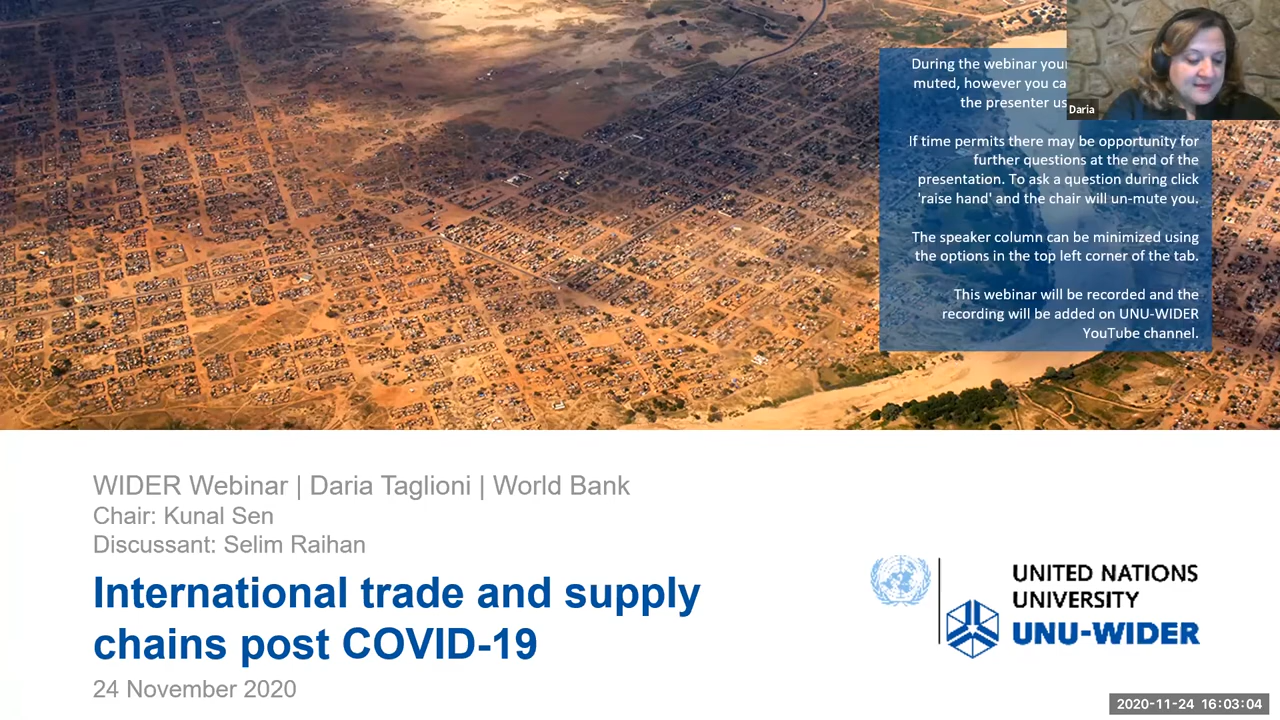 During the webinar your
muted, however you ca
the presenter us
Daria
If time permits there may be opportunity for
further questions at the end of the
presentation. To ask a question during click
'raise hand' and the chair will un-mute you.
The speaker column can be minimized using
the options in the top left corner of the tab.
This webinar will be recorded and the
recording will be added on UNU-WIDER
YouTube channel.
WIDER Webinar | Daria Taglioni | World Bank
Chair: Kunal Sen
Discussant: Selim Raihan
International trade and supply
chains post COVID-19
24 November 2020
UNITED NATIONS
UNIVERSITY
UNU-WIDER
2020-11-24 16:03:04